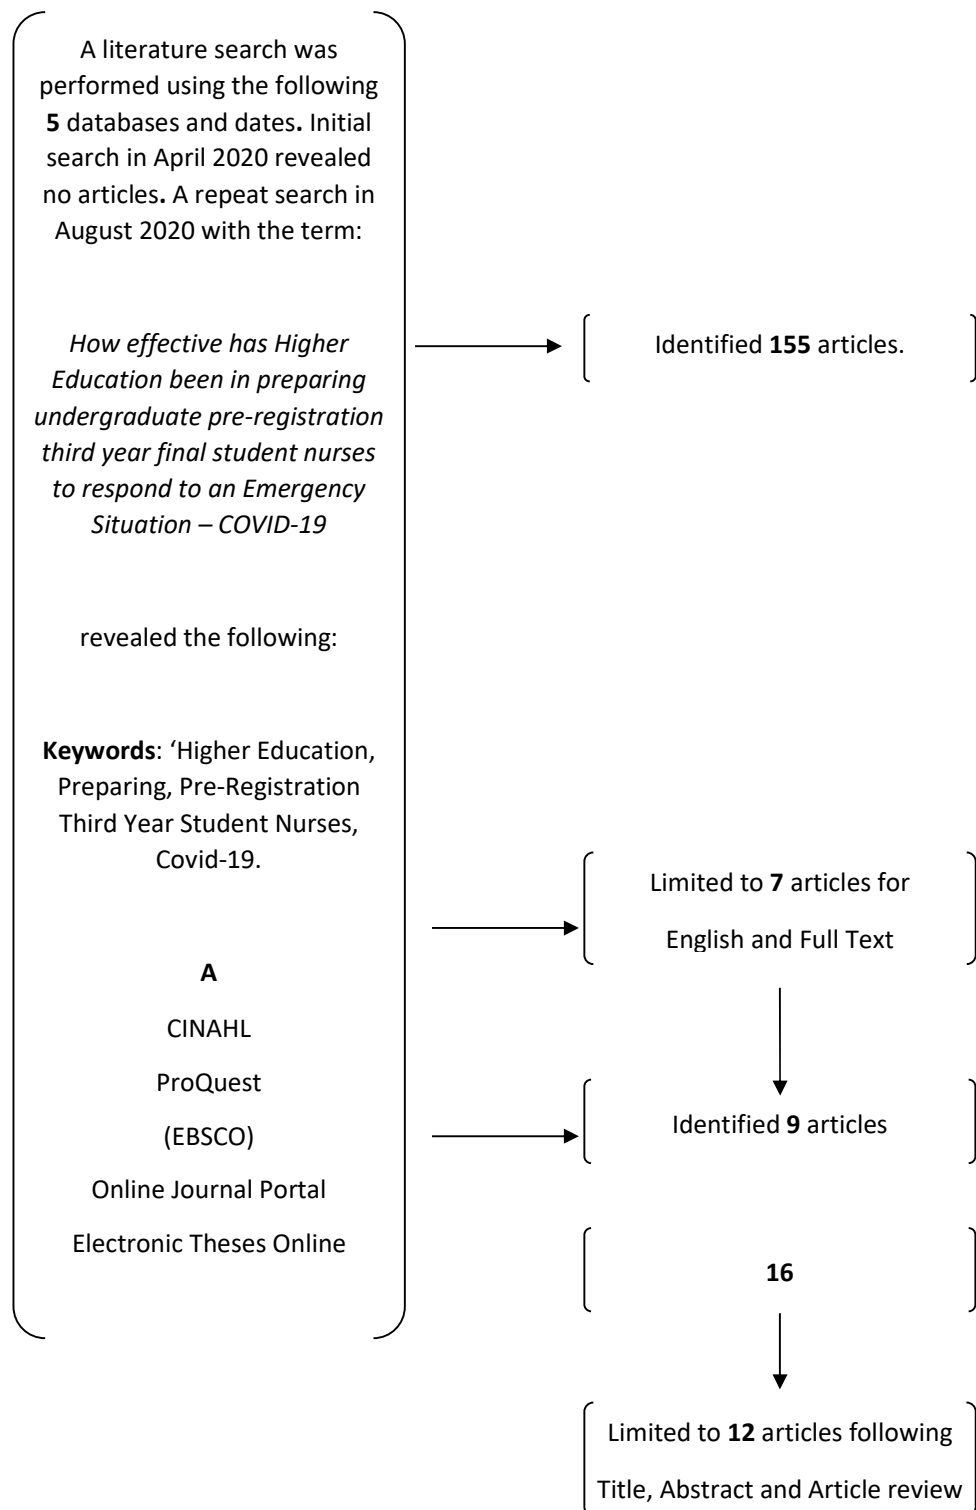 A literature search was
performed using the following
5 databases and dates. Initial
search in April 2020 revealed
no articles. A repeat search in
August 2020 with the term:
How effective has Higher
Education been in preparing
undergraduate pre-registration
third year final student nurses
to respond to an Emergency
Situation – COVID-19
revealed the following:
Keywords: ‘Higher Education,
Preparing, Pre-Registration
Third Year Student Nurses,
Covid-19.
A
CINAHL
ProQuest
(EBSCO)
Online Journal Portal
Electronic Theses Online
Identified 155 articles.
Limited to 7 articles for
English and Full Text
Identified 9 articles
16
Limited to 12 articles following
Title, Abstract and Article review